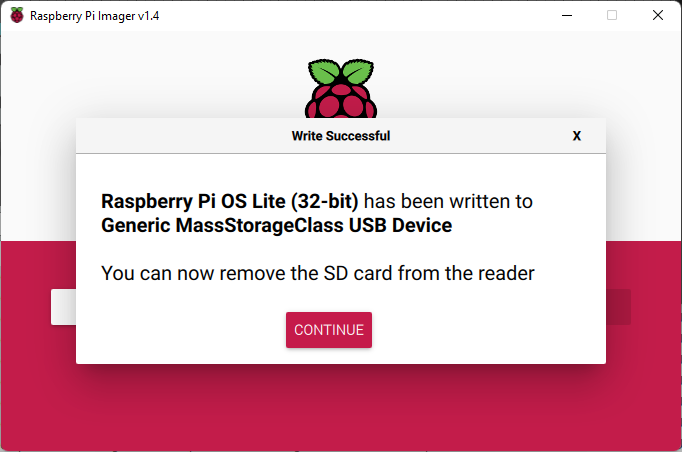 Raspberry Pi Imager v1.4
Write Successful X
Raspberry Pi OS Lite (32-bit) has been written to
Generic MassStorageClass USB Device
You can now remove the SD card from the reader
CONTINUE